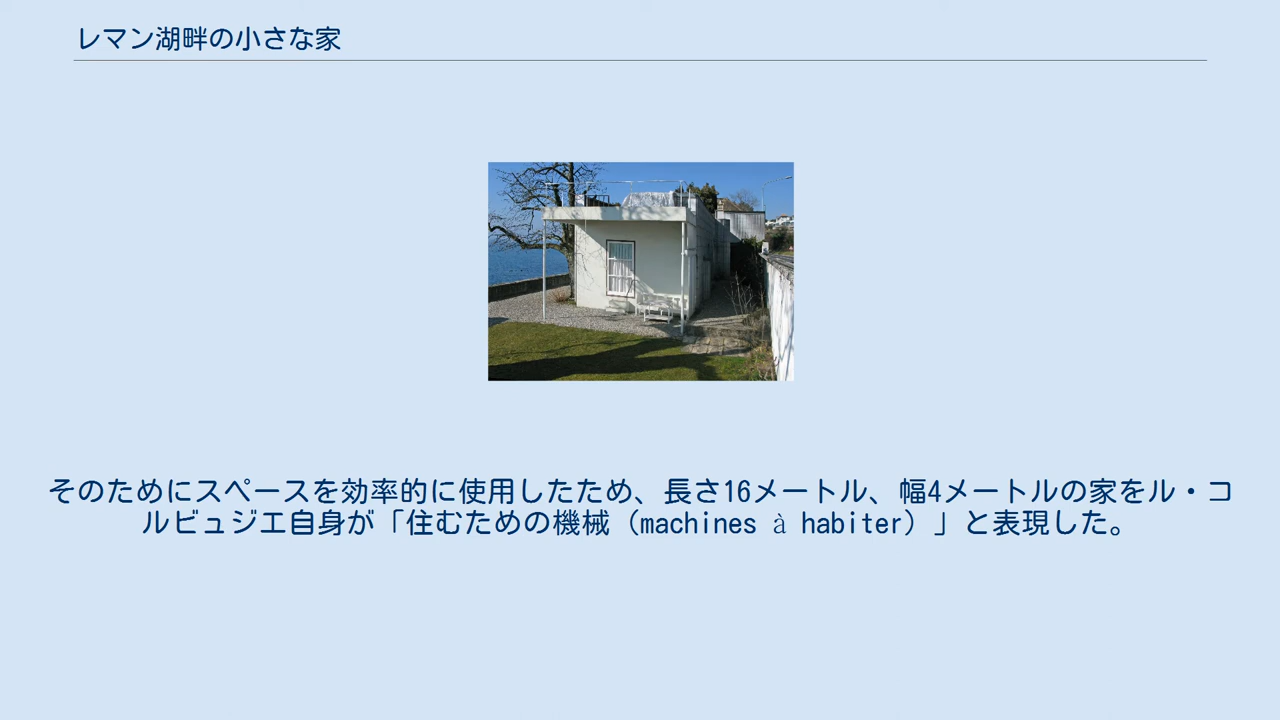 レマン湖畔の小さな家
そのためにスペースを効率的に使用したため、長さ16メートル、幅4メートルの家をル・コ
ルビュジエ自身が「住むための機械（machines à habiter）」と表現した。